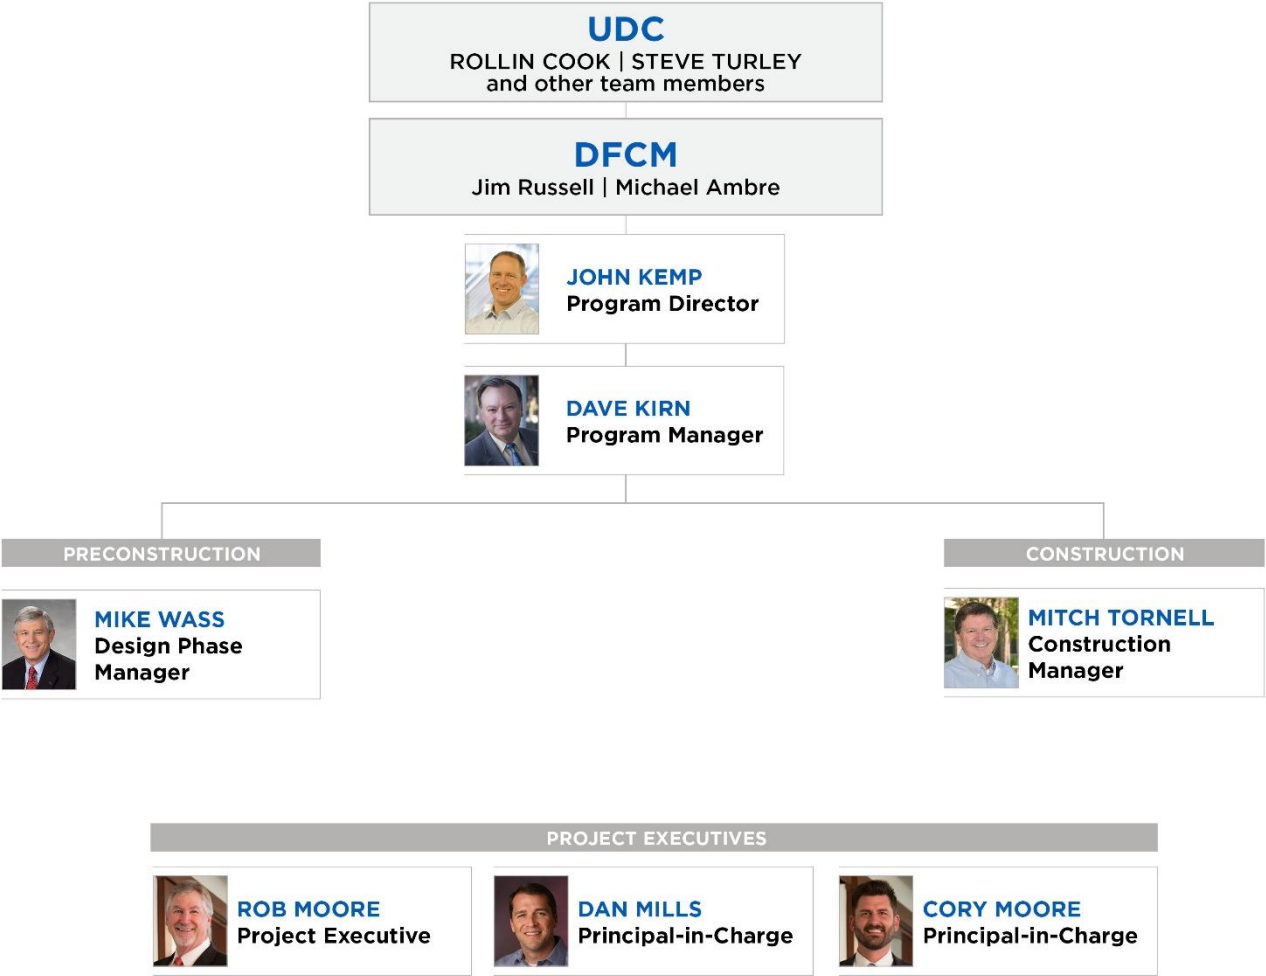 UDC
ROLLIN COOK | STEVE TURLEY
and other team members
DFCM
Jim Russell | Michael Ambre
JOHN KEMP
Program Director
DAVE KIRN
Program Manager
PRECONSTRUCTION
MIKE WASS
Design Phase
Manager
CONSTRUCTION
MITCH TORNELL
Construction
Manager
PROJECT EXECUTIVES
ROB MOORE
Project Executive
DAN MILLS
Principal-in-Charge
CORY MOORE
Principal-in-Charge